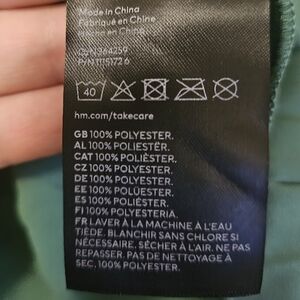 Made in China
Fabriqué en Chine
Hecho en China
40
hm.com/takecare
GB 100% POLYESTER.
AL 100% POLIESTËR.
CAT 100% POLIÈSTER.
CZ 100% POLYESTER.
DE 100% POLYESTER.
EE 100% POLÜESTER.
ES 100% POLIÉSTER.
FI 100% POLYESTERIA.
FR LAVER À LA MACHINE À L'EAU
TIÈDE. BLANCHIR SANS CHLORE SI
NÉCESSAIRE. SÉCHER À L'AIR. NE PAS
REPASSER. PAS DE NETTOYAGE À
SEC. 100% POLYESTER.